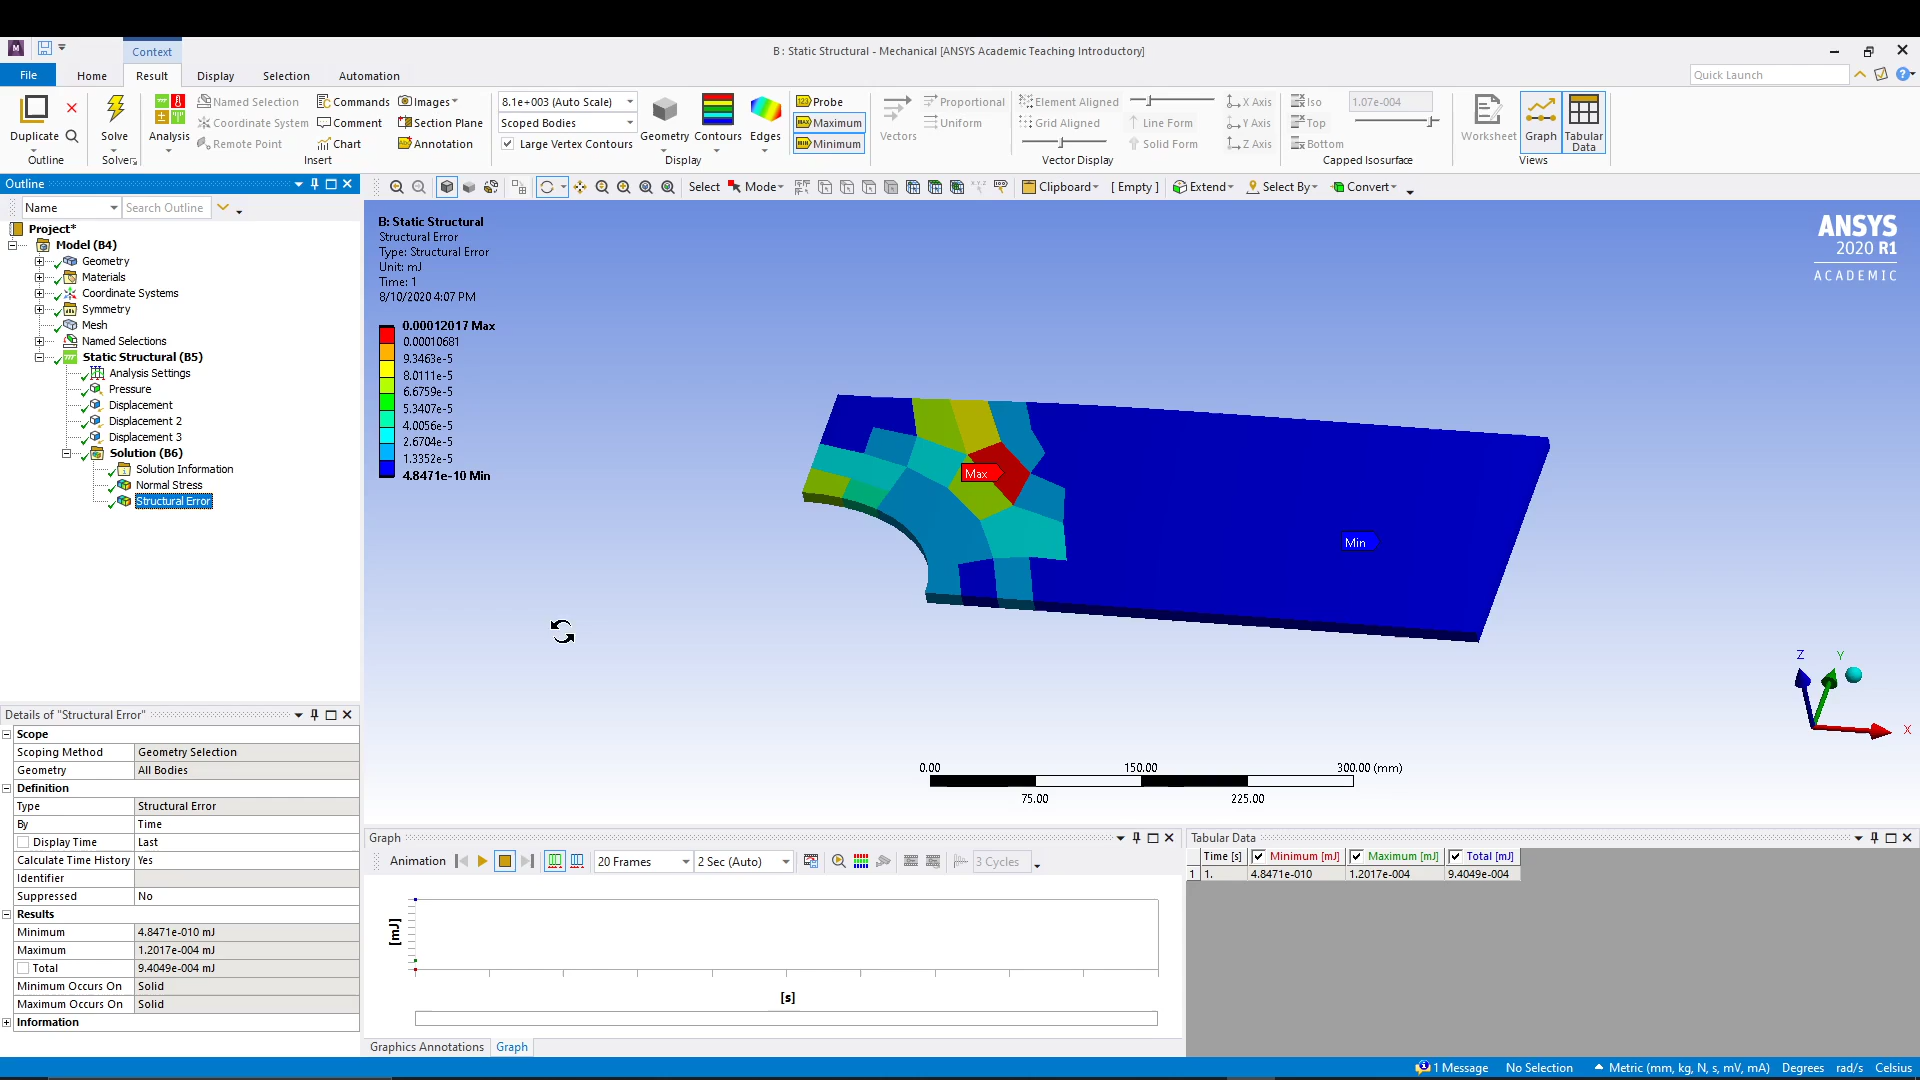 Context
B : Static Structural - Mechanical [ANSYS Academic Teaching Introductory]
File
Home
Result
Display
Selection
Automation
Quick Launch
Duplicate
Outline
Solve
Solver
Analysis
Named Selection
Coordinate System
Remote Point
Commands
Comment
Chart
Images
Section Plane
Annotation
Insert
8.1e+003 (Auto Scale)
Scoped Bodies
Large Vertex Contours
Geometry
Contours
Edges
Display
Probe
Maximum
Minimum
Vectors
Proportional
Uniform
Element Aligned
Grid Aligned
Line Form
Solid Form
X Axis
Y Axis
Z Axis
Vector Display
Iso
Top
Bottom
1.07e-004
Capped Isosurface
Worksheet
Graph
Tabular Data
Views
Outline
Name
Search Outline
Select
Mode
Clipboard
[ Empty ]
Extend
Select By
Convert
Project*
Model (B4)
Geometry
Materials
Coordinate Systems
Symmetry
Mesh
Named Selections
Static Structural (B5)
Analysis Settings
Pressure
Displacement
Displacement 2
Displacement 3
Solution (B6)
Solution Information
Normal Stress
Structural Error
B: Static Structural
Structural Error
Type: Structural Error
Unit: mJ
Time: 1
8/10/2020 4:07 PM
0.00012017 Max
0.00010681
9.3463e-5
8.0111e-5
6.6759e-5
5.3407e-5
4.0056e-5
2.6704e-5
1.3352e-5
4.8471e-10 Min
ANSYS
2020 R1
ACADEMIC
Max
Min
Z
Y
X
0.00
150.00
300.00 (mm)
75.00
225.00
Details of "Structural Error"
Scope
Scoping Method Geometry Selection
Geometry All Bodies
Definition
Type Structural Error
By Time
Display Time Last
Calculate Time History Yes
Identifier
Suppressed No
Results
Minimum 4.8471e-010 mJ
Maximum 1.2017e-004 mJ
Total 9.4049e-004 mJ
Minimum Occurs On Solid
Maximum Occurs On Solid
Information
Graph
Animation
20 Frames
2 Sec (Auto)
3 Cycles
[mJ]
[s]
Graphics Annotations
Graph
Tabular Data
Time [s] Minimum [mJ] Maximum [mJ] Total [mJ]
1 1. 4.8471e-010 1.2017e-004 9.4049e-004
1 Message
No Selection
Metric (mm, kg, N, s, mV, mA)
Degrees
rad/s
Celsius